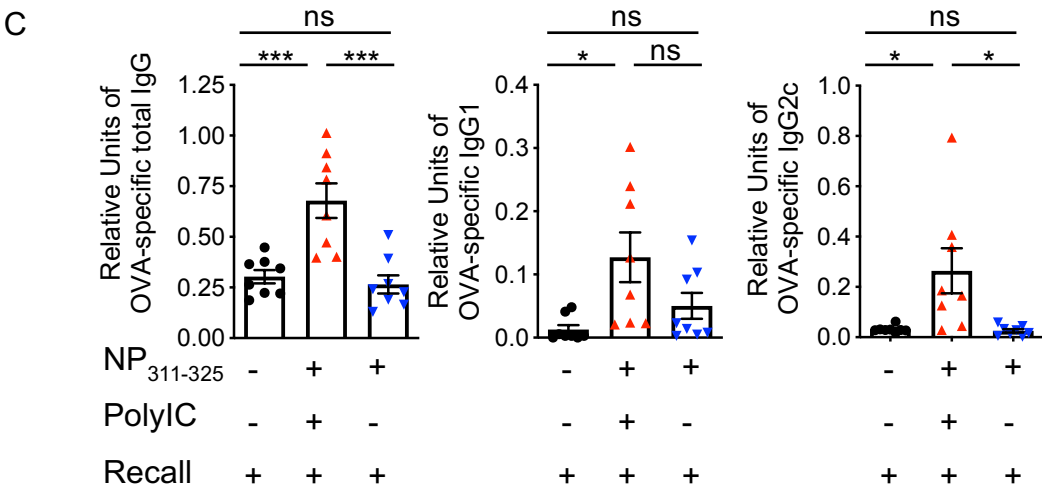 C
ns
*** ***
Relative Units of
OVA-specific total IgG
1.25
1.00
0.75
0.50
0.25
0.00
ns
* ns
Relative Units of
OVA-specific IgG1
0.4
0.3
0.2
0.1
0.0
ns
* *
Relative Units of
OVA-specific IgG2c
1.0
0.8
0.6
0.4
0.2
0.0
NP311-325 - + + - + + - + +
PolyIC - + - - + - - + -
Recall + + + + + + + + +